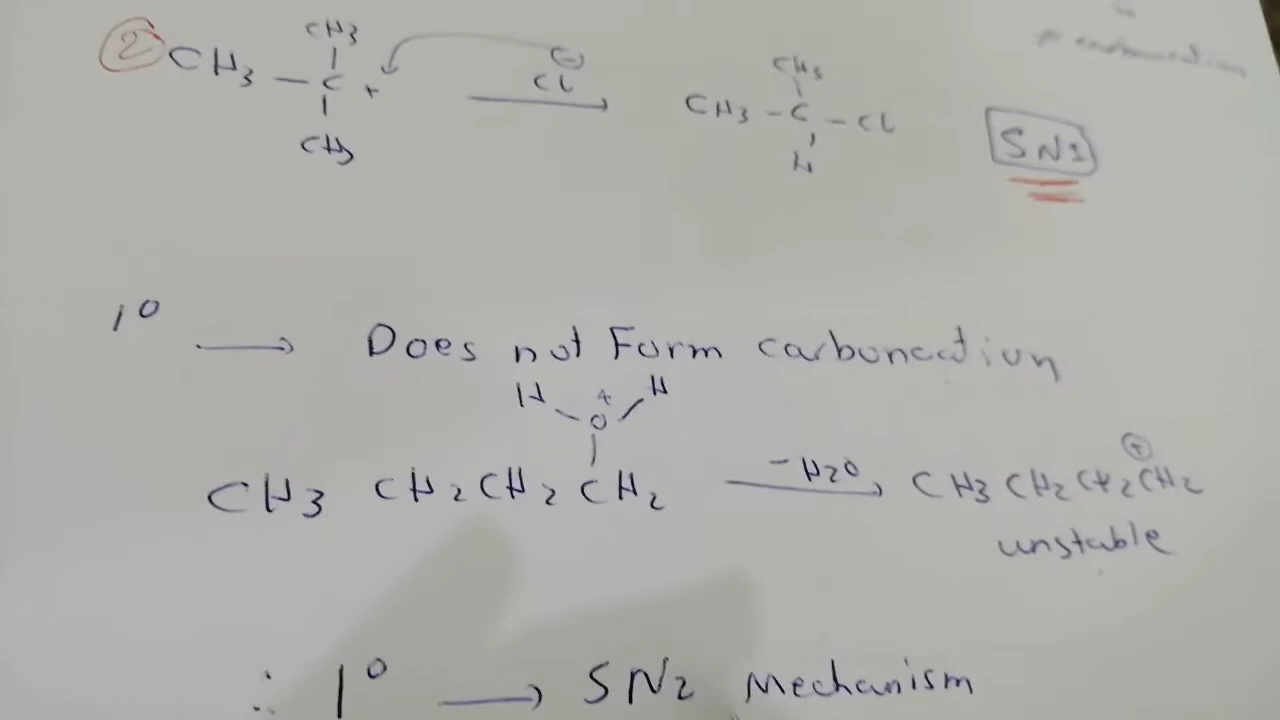 2 CH3 - C + Cl ⊖ → CH3 - C - Cl
CH3 CH3
CH3 H
SN1
1° → Does not Form carboncation
H O + H
CH3 CH2 CH2 CH2 -H2O → CH3 CH2 CH2 CH2 ⊕
unstable
∴ 1° → SN2 Mechanism